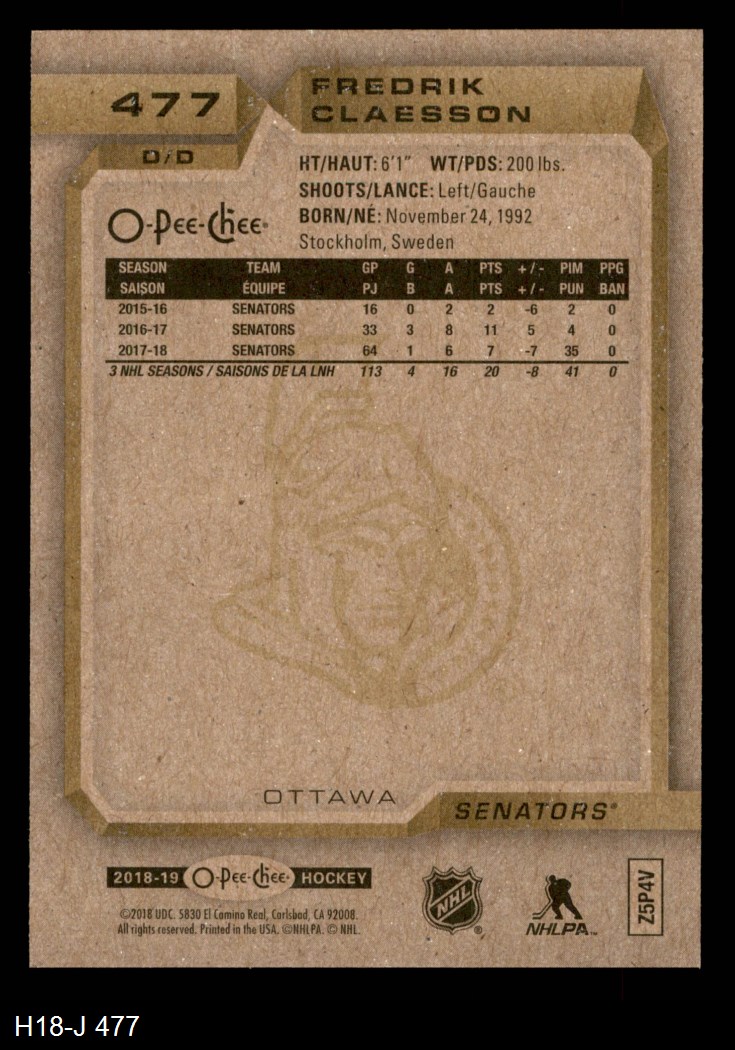 477
FREDRIK
CLAESSON
D/D
HT/HAUT: 6'1" WT/PDS: 200 lbs.
SHOOTS/LANCE: Left/Gauche
BORN/NÉ: November 24, 1992
Stockholm, Sweden
O-Pee-Chee
SEASON TEAM GP G A PTS +/- PIM PPG
SAISON ÉQUIPE PJ B A PTS +/- PUN BAN
2015-16 SENATORS 16 0 2 2 -6 2 0
2016-17 SENATORS 33 3 8 11 5 4 0
2017-18 SENATORS 64 1 6 7 -7 35 0
3 NHL SEASONS / SAISONS DE LA LNH 113 4 16 20 -8 41 0
OTTAWA
SENATORS®
2018-19 O-Pee-Chee HOCKEY
©2018 UDC. 5830 El Camino Real, Carlsbad, CA 92008.
All rights reserved. Printed in the USA. ©NHLPA. © NHL.
NHL ®
NHLPA™
Z5P4V
H18-J 477